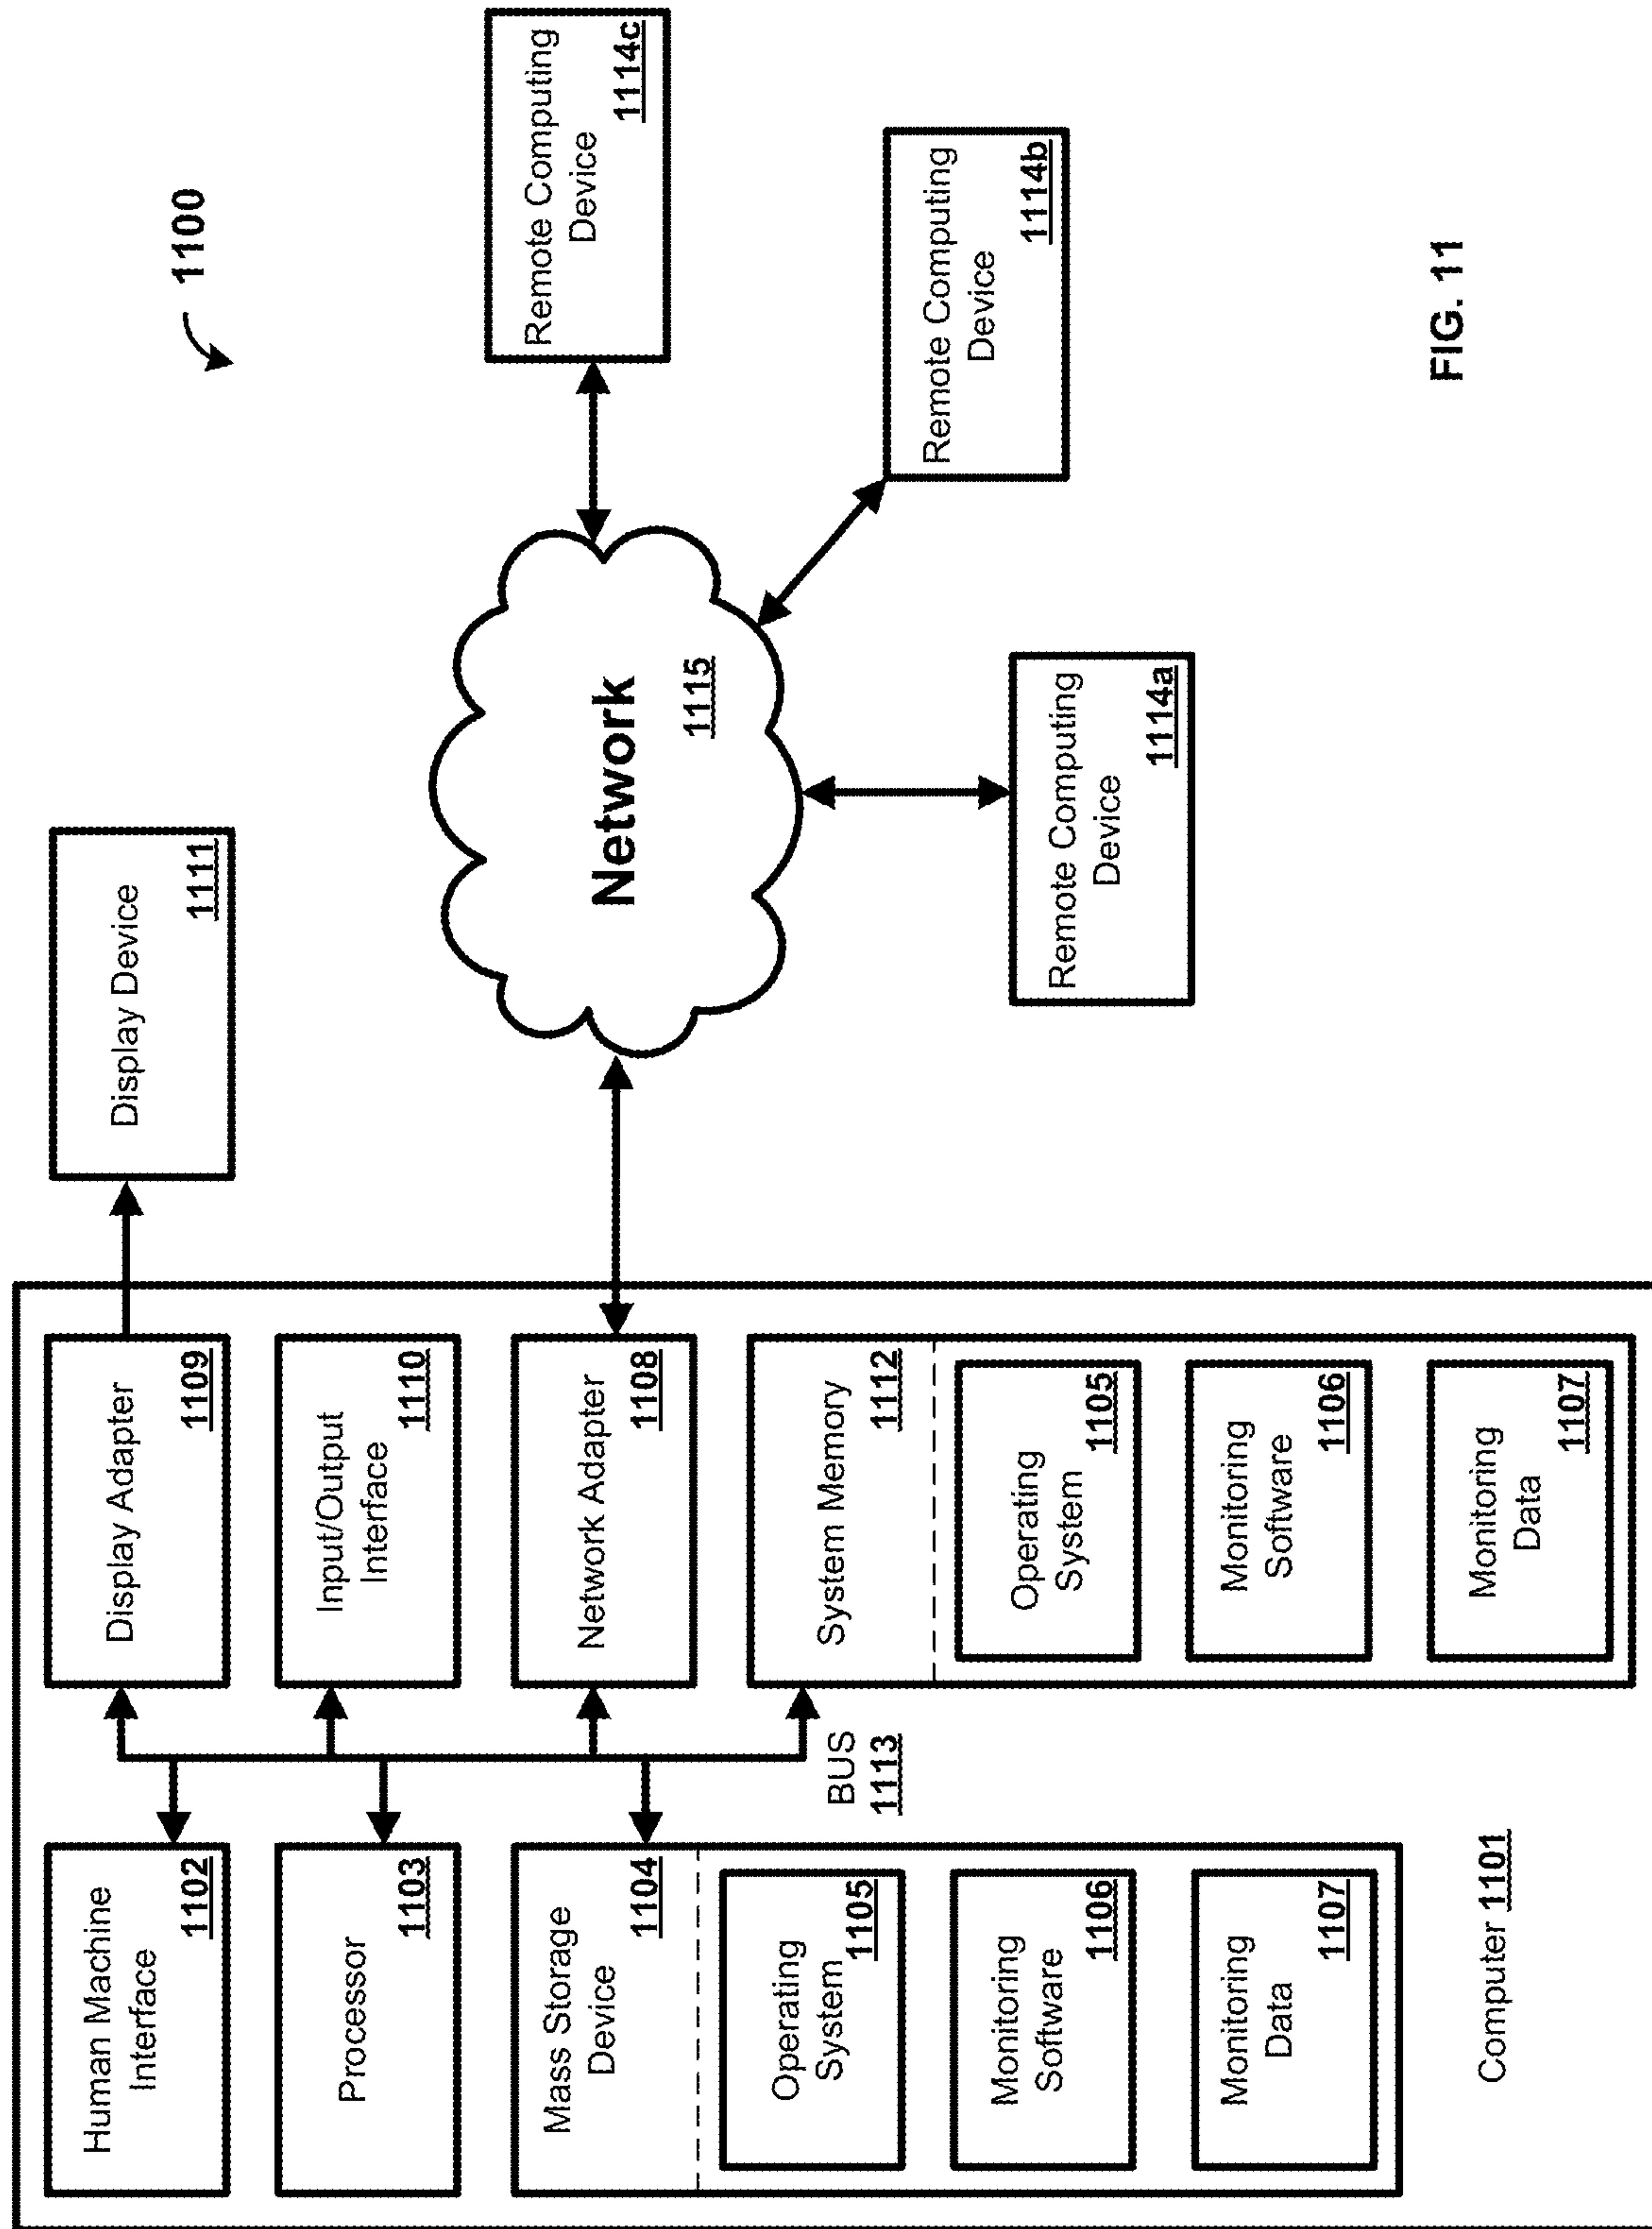 1100
Human Machine
Interface
1102
Display Adapter
1109
Display Device
1111
Processor
1103
Input/Output
Interface
1110
Mass Storage
Device
1104
Network Adapter
1108
Operating
System
1105
Monitoring
Software
1106
Monitoring
Data
1107
BUS
1113
System Memory
1112
Operating
System
1105
Monitoring
Software
1106
Monitoring
Data
1107
Computer 1101
Network
1115
Remote Computing
Device
1114c
Remote Computing
Device
1114b
Remote Computing
Device
1114a
FIG. 11